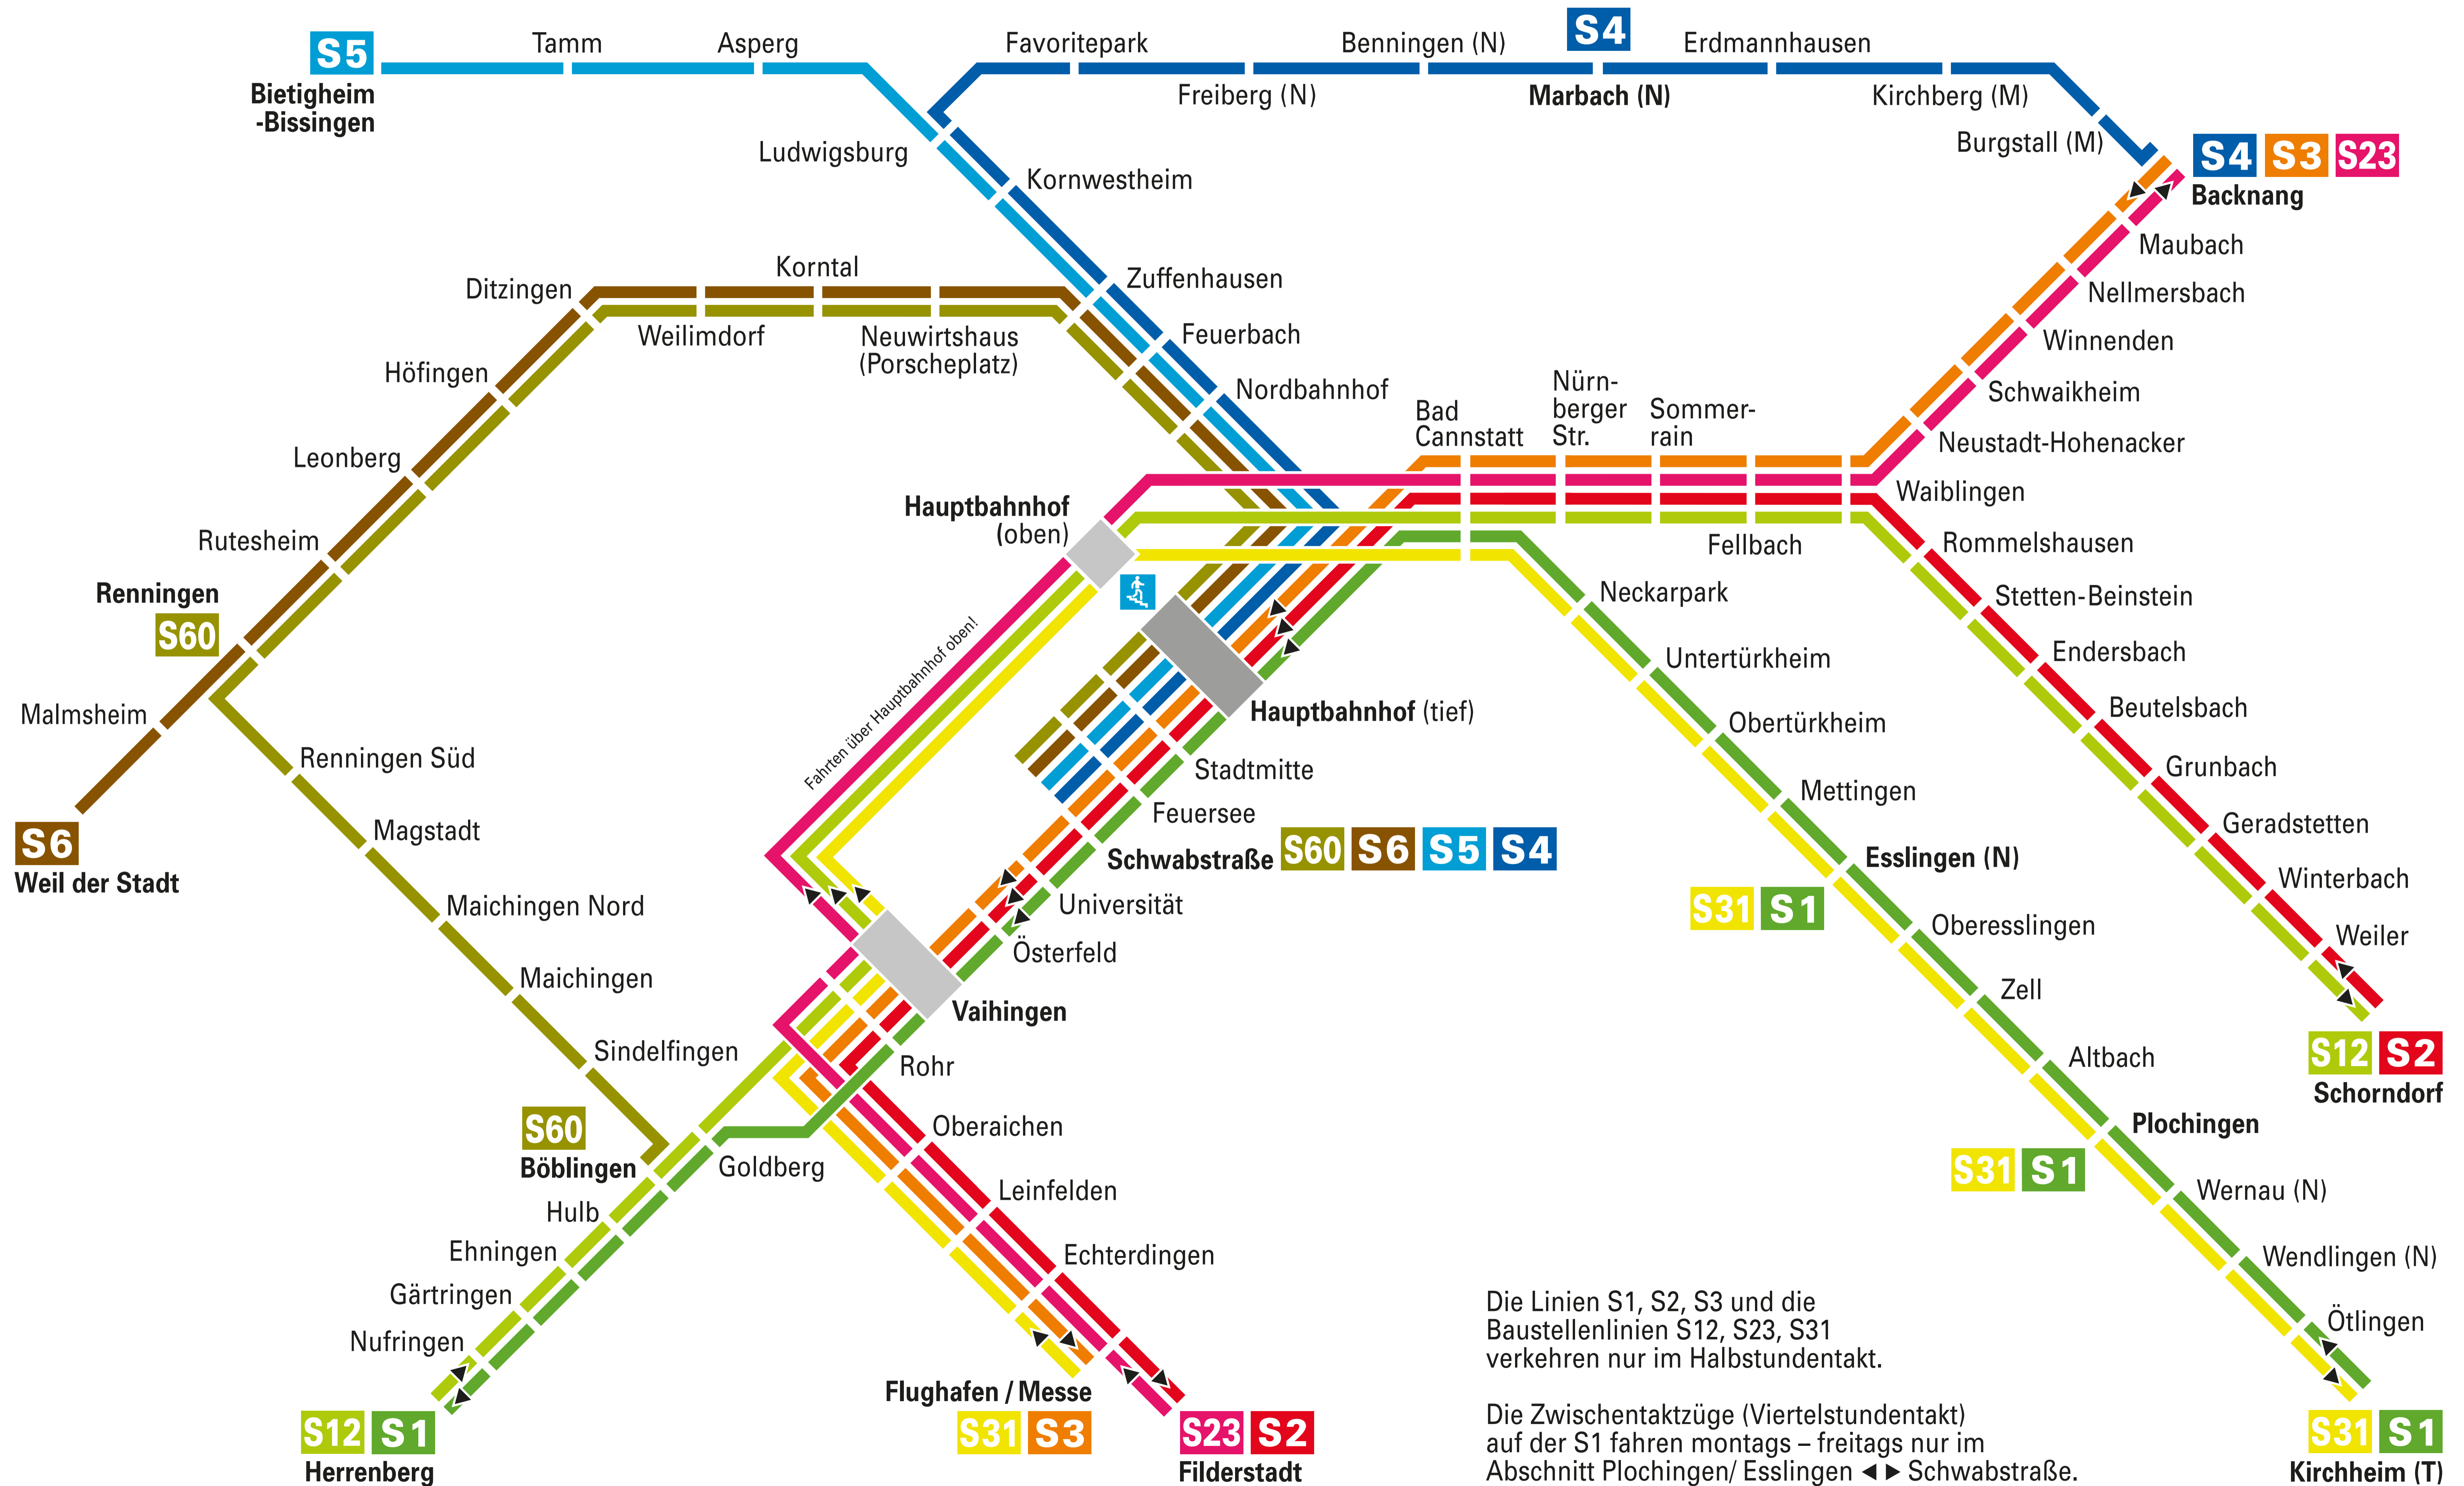 S5
Bietigheim
-Bissingen
Tamm
Asperg
Favoritepark
Freiberg (N)
Benningen (N)
S4
Marbach (N)
Erdmannhausen
Kirchberg (M)
Burgstall (M)
S4 S3 S23
Backnang
Ludwigsburg
Kornwestheim
Zuffenhausen
Feuerbach
Nordbahnhof
Korntal
Ditzingen
Weilimdorf
Neuwirtshaus
(Porscheplatz)
Höfingen
Leonberg
Rutesheim
Renningen
S60
Malmsheim
S6
Weil der Stadt
Renningen Süd
Magstadt
Maichingen Nord
Maichingen
Sindelfingen
S60
Böblingen
Maubach
Nellmersbach
Winnenden
Schwaikheim
Neustadt-Hohenacker
Waiblingen
Bad
Cannstatt
Nürn-
berger
Str.
Sommer-
rain
Fellbach
Hauptbahnhof
(oben)
Fahrten über Hauptbahnhof oben!
Hauptbahnhof (tief)
Stadtmitte
Feuersee
Schwabstraße S60 S6 S5 S4
Universität
Österfeld
Vaihingen
Rohr
Goldberg
Hulb
Ehningen
Gärtringen
Nufringen
S12 S1
Herrenberg
Oberaichen
Leinfelden
Echterdingen
Flughafen / Messe
S31 S3
S23 S2
Filderstadt
Rommelshausen
Stetten-Beinstein
Endersbach
Beutelsbach
Grunbach
Geradstetten
Winterbach
Weiler
S12 S2
Schorndorf
Neckarpark
Untertürkheim
Obertürkheim
Mettingen
Esslingen (N)
S31 S1
Oberesslingen
Zell
Altbach
Plochingen
S31 S1
Wernau (N)
Wendlingen (N)
Ötlingen
S31 S1
Kirchheim (T)
Die Linien S1, S2, S3 und die
Baustellenlinien S12, S23, S31
verkehren nur im Halbstundentakt.
Die Zwischentaktzüge (Viertelstundentakt)
auf der S1 fahren montags – freitags nur im
Abschnitt Plochingen/ Esslingen ◄ ► Schwabstraße.